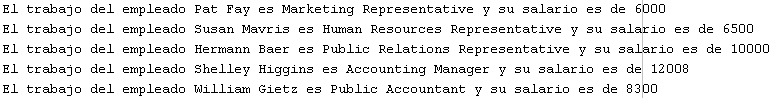 El trabajo del empleado Pat Fay es Marketing Representative y su salario es de 6000
El trabajo del empleado Susan Mavris es Human Resources Representative y su salario es de 6500
El trabajo del empleado Hermann Baer es Public Relations Representative y su salario es de 10000
El trabajo del empleado Shelley Higgins es Accounting Manager y su salario es de 12008
El trabajo del empleado William Gietz es Public Accountant y su salario es de 8300